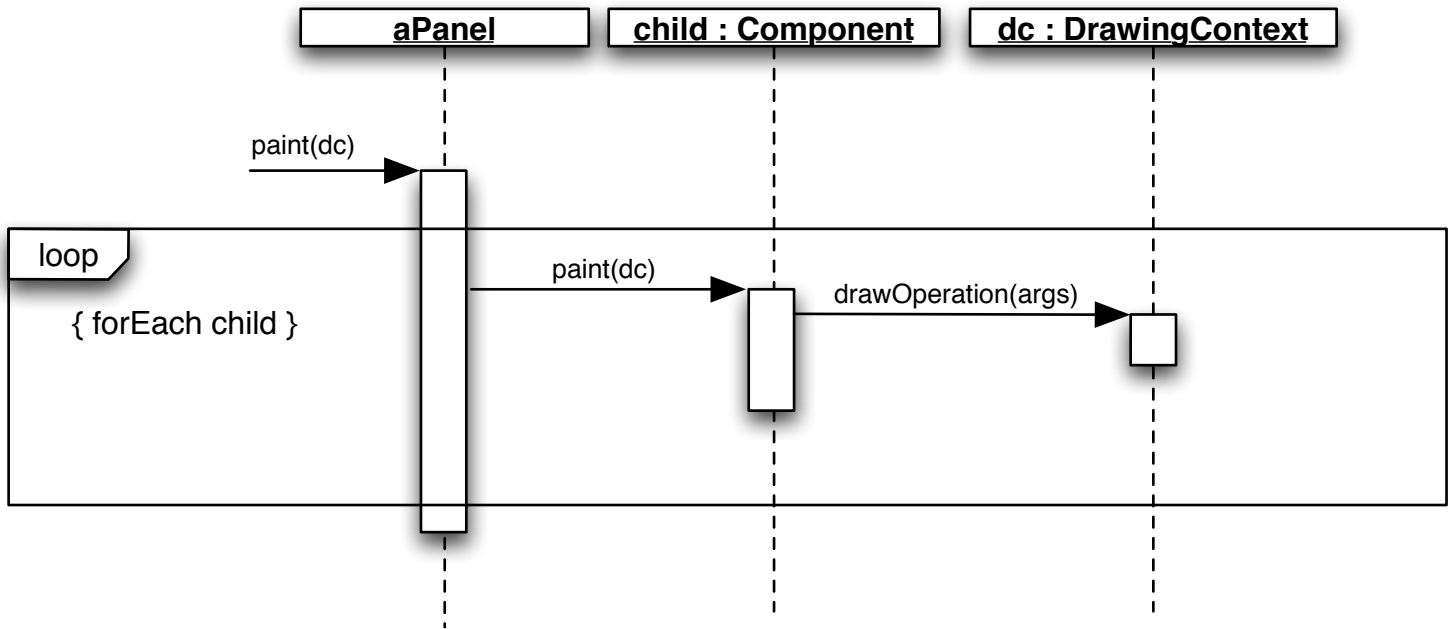 aPanel
child : Component
dc : DrawingContext
paint(dc)
loop
paint(dc)
drawOperation(args)
{ forEach child }